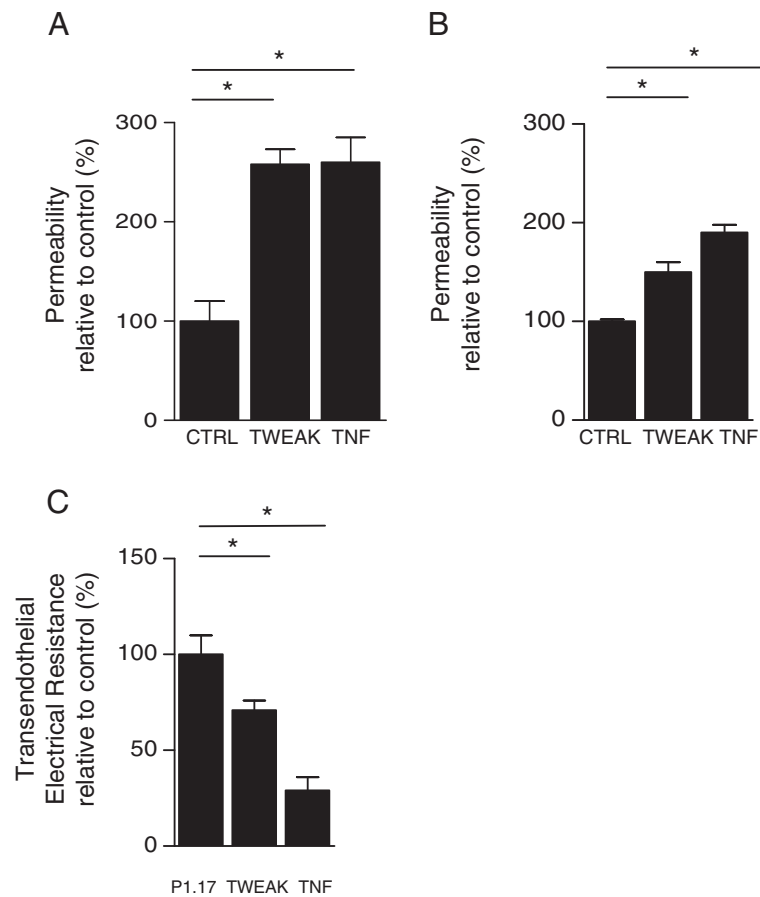 A
*
*
300
200
100
0
Permeability
relative to control (%)
CTRL TWEAK TNF
B
*
*
300
200
100
0
Permeability
relative to control (%)
CTRL TWEAK TNF
C
*
*
150
100
50
0
Transendothelial
Electrical Resistance
relative to control (%)
P1.17 TWEAK TNF